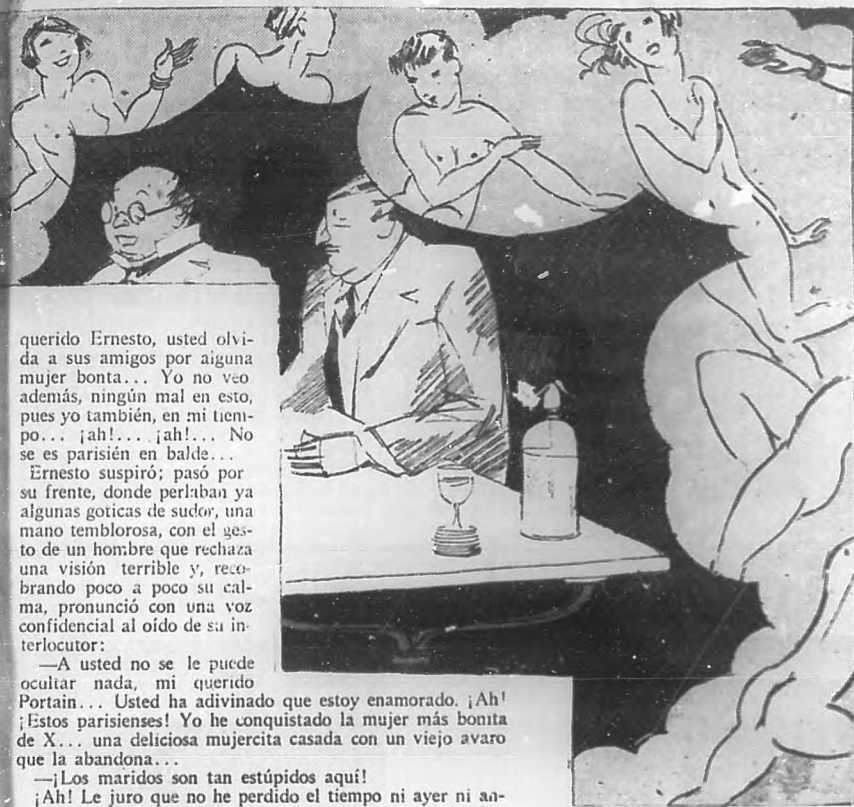 querido Ernesto, usted olvi-
da a sus amigos por alguna
mujer bonta... Yo no veo
además, ningún mal en esto,
pues yo también, en mi tiem-
po... ¡ah!.... ¡ah!... No
se es parisién en balde...
Ernesto suspiró; pasó por
su frente, donde perlaban ya
algunas goticas de sudor, una
mano temblorosa, con el ges-
to de un hombre que rechaza
una visión terrible y, reco-
brando poco a poco su cal-
ma, pronunció con una voz
confidencial al oído de su in-
terlocutor:
—A usted no se le puede
ocultar nada, mi querido
Portain... Usted ha adivinado que estoy enamorado. ¡Ah!
¡Estos parisienses! Yo he conquistado la mujer más bonita
de X... una deliciosa mujercita casada con un viejo avaro
que la abandona...
—¡Los maridos son tan estúpidos aquí!
¡Ah! Le juro que no he perdido el tiempo ni ayer ni an-